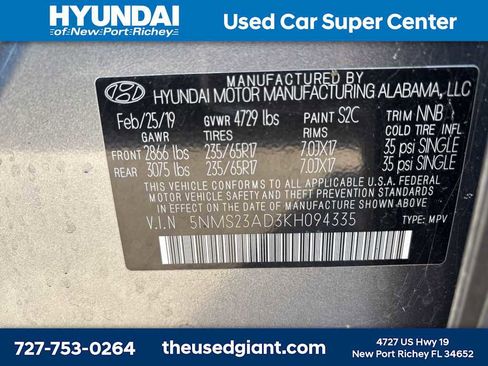 HYUNDAI
of New Port Richey
Used Car Super Center
MANUFACTURED BY
HYUNDAI MOTOR MANUFACTURING ALABAMA, LLC
Feb/25/19 GVWR 4729 lbs PAINT S2C TRIM NNB
GAWR TIRES RIMS COLD TIRE INFL
FRONT 2866 lbs 235/65R17 7.0JX17 35 psi SINGLE
REAR 3075 lbs 235/65R17 7.0JX17 35 psi SINGLE
THIS VEHICLE CONFORMS TO ALL APPLICABLE U.S.A. FEDERAL
MOTOR VEHICLE SAFETY, BUMPER, AND THEFT PREVENTION STANDARDS
IN EFFECT ON THE DATE OF MANUFACTURE SHOWN ABOVE.
V.I.N 5NMS23AD3KH094335 TYPE: MPV
727-753-0264
theusedgiant.com
4727 US Hwy 19
New Port Richey FL 34652